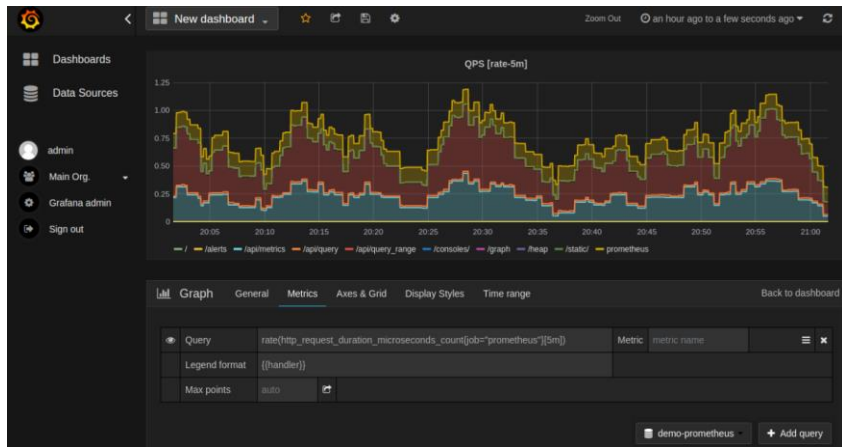 New dashboard
Zoom Out an hour ago to a few seconds ago
Dashboards
Data Sources
admin
Main Org.
Grafana admin
Sign out
QPS [rate-5m]
1.25
1.00
0.75
0.50
0.25
0
20:05 20:10 20:15 20:20 20:25 20:30 20:35 20:40 20:45 20:50 20:55 21:00
/ /alerts /api/metrics /api/query /api/query_range /consoles/ /graph /heap /static/ prometheus
Graph General Metrics Axes & Grid Display Styles Time range Back to dashboard
Query rate(http_request_duration_microseconds_count{job="prometheus"}[5m]) Metric metric name
Legend format {{handler}}
Max points auto
demo-prometheus + Add query